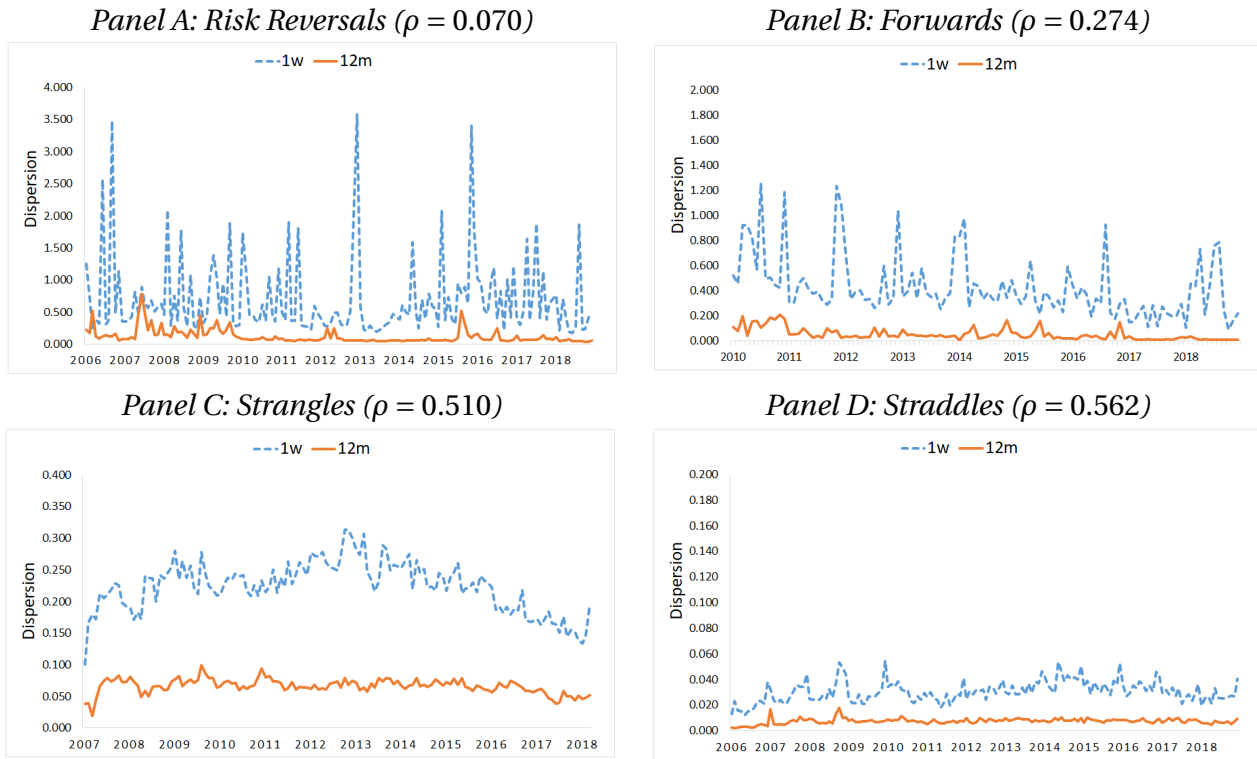 Panel A: Risk Reversals (ρ = 0.070)
1w 12m
Dispersion
4.000
3.500
3.000
2.500
2.000
1.500
1.000
0.500
0.000
2006 2007 2008 2009 2010 2011 2012 2013 2014 2015 2016 2017 2018
Panel B: Forwards (ρ = 0.274)
1w 12m
Dispersion
2.000
1.800
1.600
1.400
1.200
1.000
0.800
0.600
0.400
0.200
0.000
2010 2011 2012 2013 2014 2015 2016 2017 2018
Panel C: Strangles (ρ = 0.510)
1w 12m
Dispersion
0.400
0.350
0.300
0.250
0.200
0.150
0.100
0.050
0.000
2007 2008 2009 2010 2011 2012 2013 2014 2015 2016 2017 2018
Panel D: Straddles (ρ = 0.562)
1w 12m
Dispersion
0.200
0.180
0.160
0.140
0.120
0.100
0.080
0.060
0.040
0.020
0.000
2006 2007 2008 2009 2010 2011 2012 2013 2014 2015 2016 2017 2018